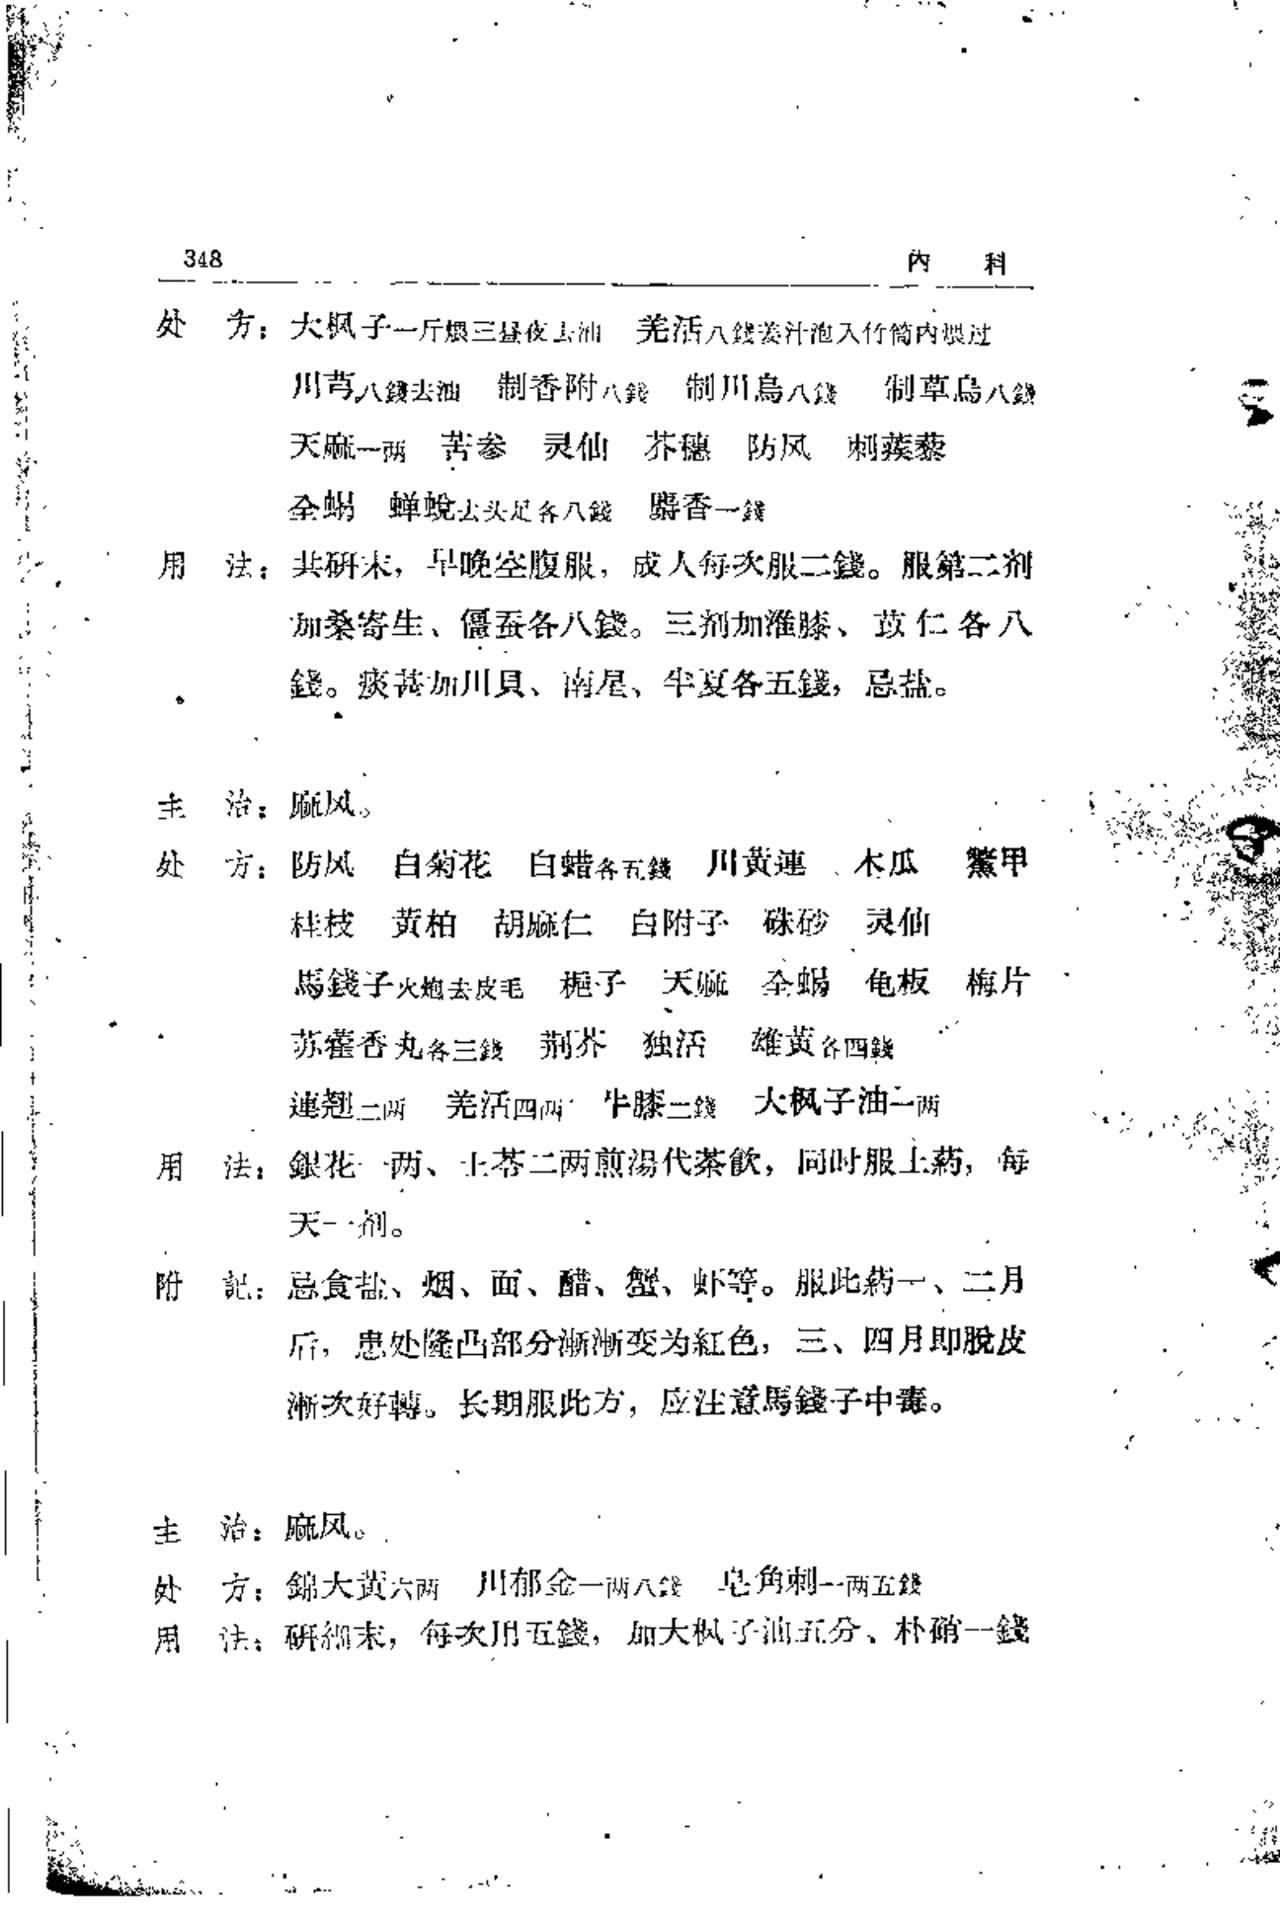 348 內 科
处 方：大枫子一斤煨三昼夜去油 羌活八錢姜汁泡入竹筒内煨过
川芎八錢去油 制香附八錢 制川烏八錢 制草烏八錢
天麻一两 苦参 灵仙 芥穗 防风 刺蒺藜
全蝎 蝉蛻去头足各八錢 麝香一錢
用 法：共研末，早晚空腹服，成人每次服二錢。服第二剂
加桑寄生、僵蚕各八錢。三剂加淮膝、苡仁各八
錢。痰甚加川貝、南星、半夏各五錢，忌盐。
主 治：麻风。
处 方：防风 白菊花 白蜡各五錢 川黃連 木瓜 鱉甲
桂枝 黃柏 胡麻仁 白附子 硃砂 灵仙
馬錢子火炮去皮毛 梔子 天麻 全蝎 龟板 梅片
苏藿香丸各三錢 荆芥 独活 雄黃各四錢
連翘二两 羌活四两 牛膝二錢 大枫子油一两
用 法：銀花一两、土苓二两煎湯代茶飲，同时服上葯，每
天一剂。
附 記：忌食盐、烟、面、醋、蟹、虾等。服此葯一、二月
后，患处隆凸部分漸漸变为紅色，三、四月即脫皮
漸次好轉。长期服此方，应注意馬錢子中毒。
主 治：麻风。
处 方：錦大黃六两 川郁金一两八錢 皂角刺一两五錢
用 法：研細末，每次用五錢，加大枫子油五分、朴硝一錢